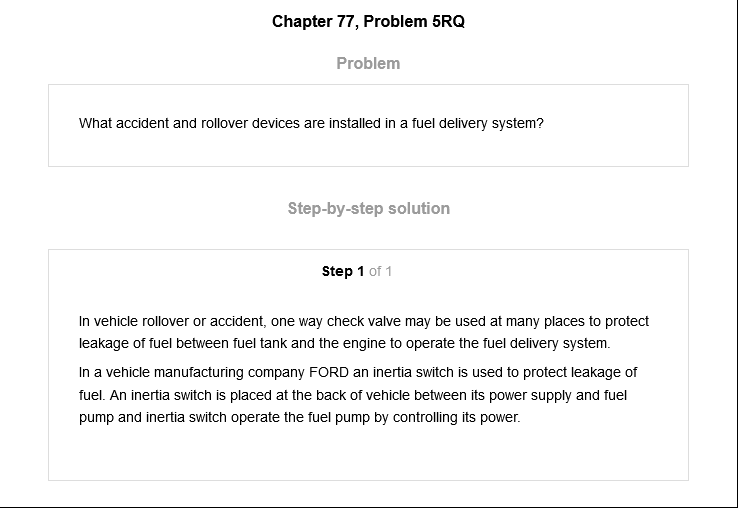 Chapter 77, Problem 5RQ
Problem
What accident and rollover devices are installed in a fuel delivery system?
Step-by-step solution
Step 1 of 1
In vehicle rollover or accident, one way check valve may be used at many places to protect
leakage of fuel between fuel tank and the engine to operate the fuel delivery system.
In a vehicle manufacturing company FORD an inertia switch is used to protect leakage of
fuel. An inertia switch is placed at the back of vehicle between its power supply and fuel
pump and inertia switch operate the fuel pump by controlling its power.